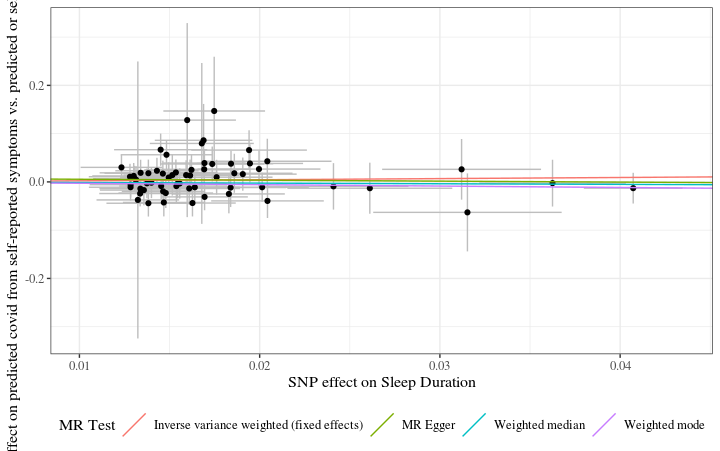 ffect on predicted covid from self-reported symptoms vs. predicted or se
0.2
0.0
-0.2
0.01
0.02
0.03
0.04
SNP effect on Sleep Duration
MR Test
Inverse variance weighted (fixed effects)
MR Egger
Weighted median
Weighted mode